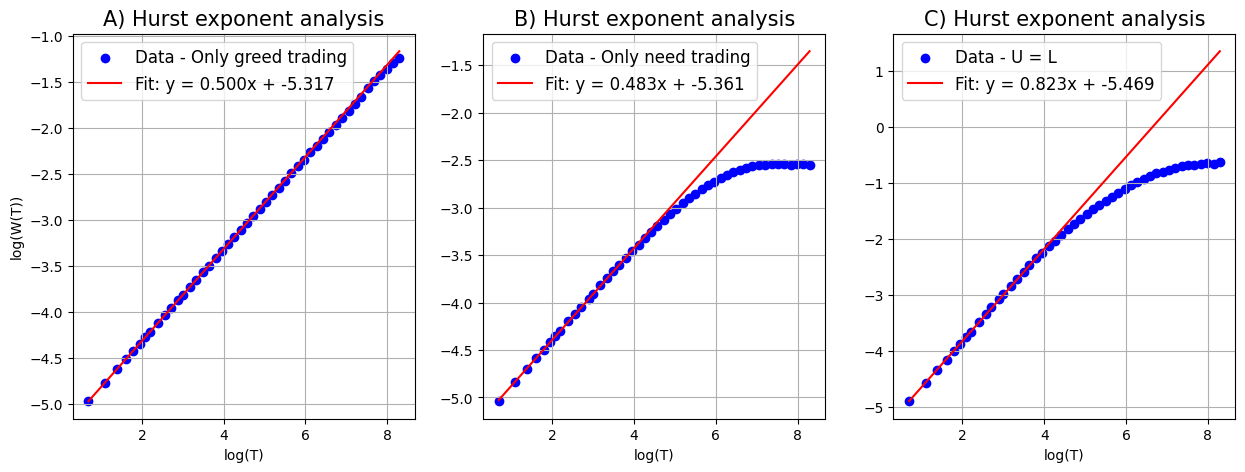 A) Hurst exponent analysis
Data - Only greed trading
Fit: y = 0.500x + -5.317
−1.0
−1.5
−2.0
−2.5
−3.0
−3.5
−4.0
−4.5
−5.0
log(W(T))
2 4 6 8
log(T)
B) Hurst exponent analysis
Data - Only need trading
Fit: y = 0.483x + -5.361
−1.5
−2.0
−2.5
−3.0
−3.5
−4.0
−4.5
−5.0
2 4 6 8
log(T)
C) Hurst exponent analysis
Data - U = L
Fit: y = 0.823x + -5.469
1
0
−1
−2
−3
−4
−5
2 4 6 8
log(T)